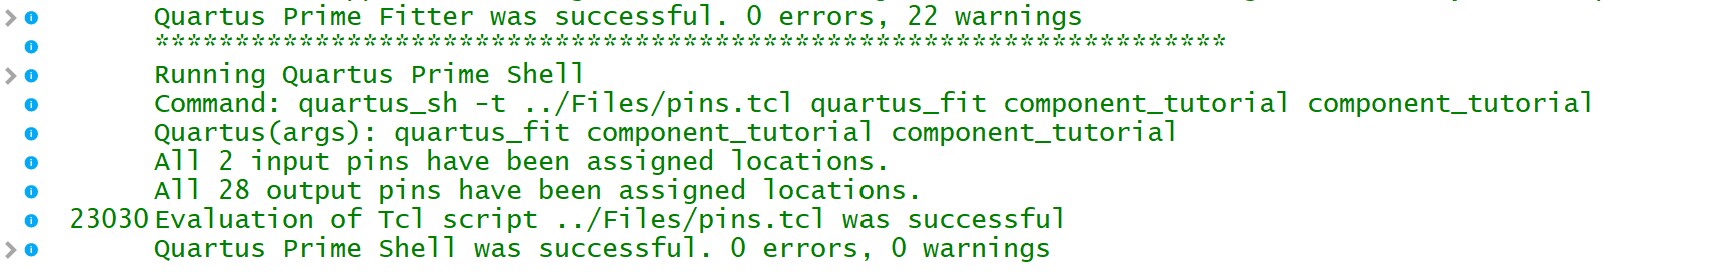 Quartus Prime Fitter was successful. 0 errors, 22 warnings
*******************************************************************
Running Quartus Prime Shell
Command: quartus_sh -t ../Files/pins.tcl quartus_fit component_tutorial component_tutorial
Quartus(args): quartus_fit component_tutorial component_tutorial
All 2 input pins have been assigned locations.
All 28 output pins have been assigned locations.
23030 Evaluation of Tcl script ../Files/pins.tcl was successful
Quartus Prime Shell was successful. 0 errors, 0 warnings